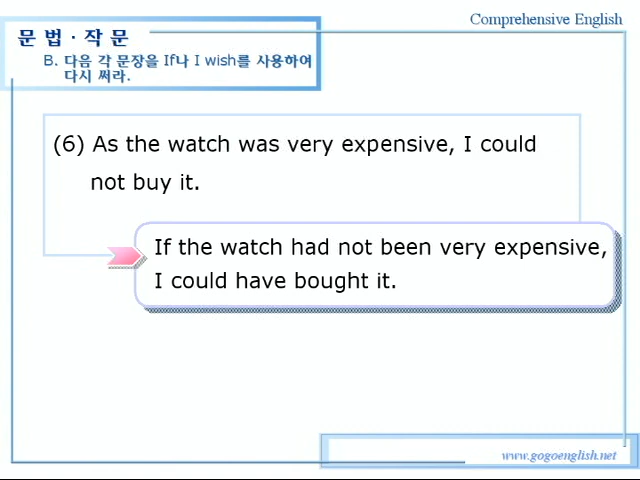 Comprehensive English
문 법 · 작 문
B. 다음 각 문장을 If나 I wish를 사용하여
다시 써라.
(6) As the watch was very expensive, I could
not buy it.
If the watch had not been very expensive,
I could have bought it.
www.gogoenglish.net